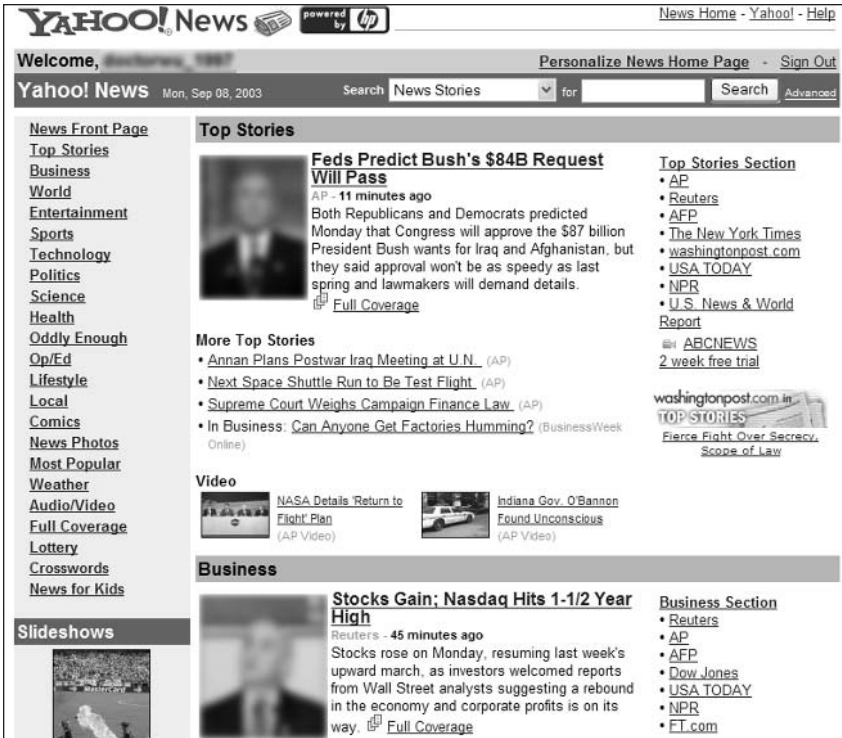 YAHOO! News
powered by hp
News Home - Yahoo! - Help
Welcome,
Personalize News Home Page - Sign Out
Yahoo! News Mon, Sep 08, 2003
Search News Stories for Search Advanced
News Front Page
Top Stories
Business
World
Entertainment
Sports
Technology
Politics
Science
Health
Oddly Enough
Op/Ed
Lifestyle
Local
Comics
News Photos
Most Popular
Weather
Audio/Video
Full Coverage
Lottery
Crosswords
News for Kids
Slideshows
MasterCard
Top Stories
Feds Predict Bush's $84B Request
Will Pass
AP - 11 minutes ago
Both Republicans and Democrats predicted
Monday that Congress will approve the $87 billion
President Bush wants for Iraq and Afghanistan, but
they said approval won't be as speedy as last
spring and lawmakers will demand details.
Full Coverage
More Top Stories
• Annan Plans Postwar Iraq Meeting at U.N. (AP)
• Next Space Shuttle Run to Be Test Flight (AP)
• Supreme Court Weighs Campaign Finance Law (AP)
• In Business: Can Anyone Get Factories Humming? (BusinessWeek
Online)
Video
NASA Details 'Return to
Flight' Plan
(AP Video)
Indiana Gov. O'Bannon
Found Unconscious
(AP Video)
Top Stories Section
• AP
• Reuters
• AFP
• The New York Times
• washingtonpost.com
• USA TODAY
• NPR
• U.S. News & World
Report
ABCNEWS
2 week free trial
washingtonpost.com in
TOP STORIES
Fierce Fight Over Secrecy,
Scope of Law
Business
Stocks Gain; Nasdaq Hits 1-1/2 Year
High
Reuters - 45 minutes ago
Stocks rose on Monday, resuming last week's
upward march, as investors welcomed reports
from Wall Street analysts suggesting a rebound
in the economy and corporate profits is on its
way. Full Coverage
Business Section
• Reuters
• AP
• AFP
• Dow Jones
• USA TODAY
• NPR
• FT.com